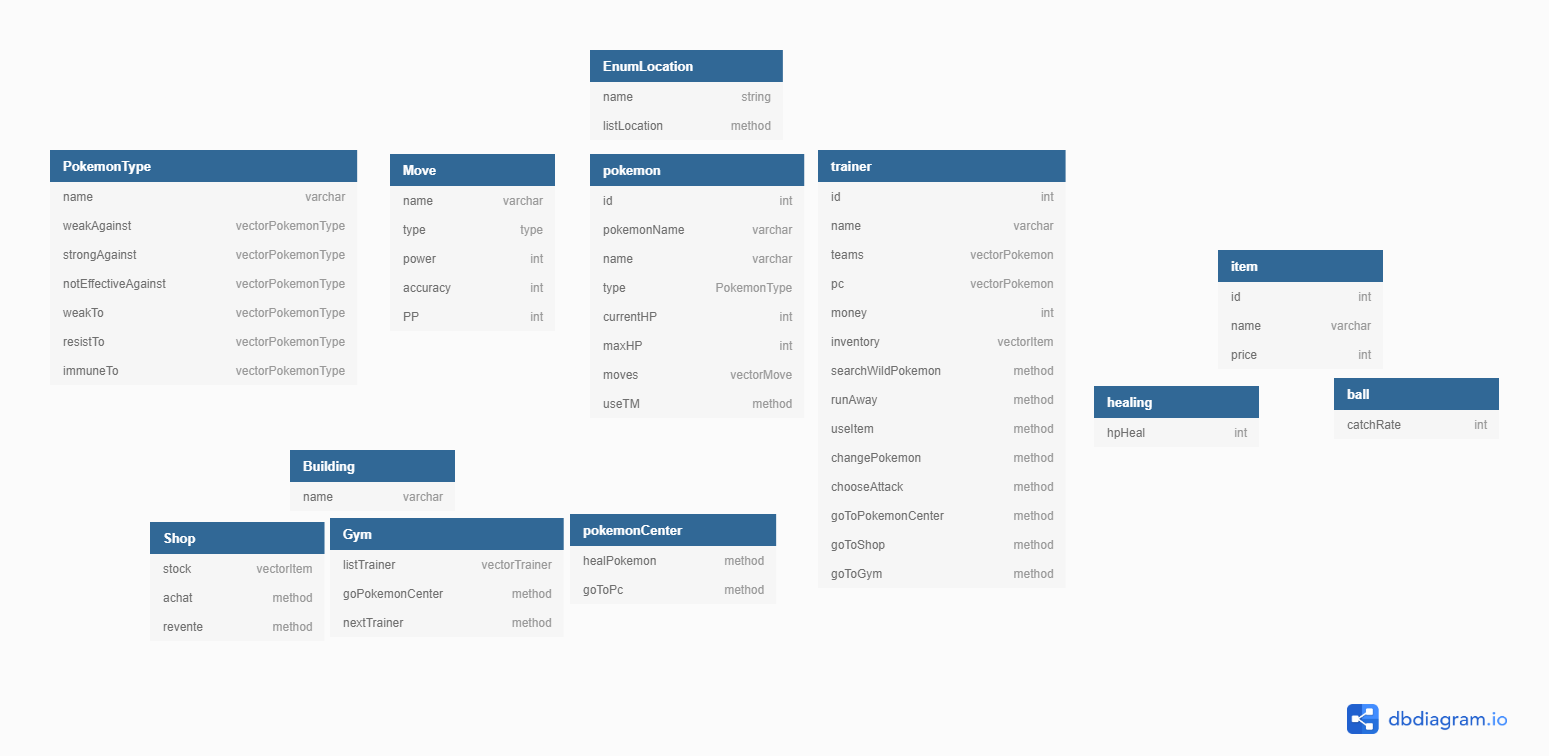 EnumLocation
name string
listLocation method
PokemonType
name varchar
weakAgainst vectorPokemonType
strongAgainst vectorPokemonType
notEffectiveAgainst vectorPokemonType
weakTo vectorPokemonType
resistTo vectorPokemonType
immuneTo vectorPokemonType
Move
name varchar
type type
power int
accuracy int
PP int
pokemon
id int
pokemonName varchar
name varchar
type PokemonType
currentHP int
maxHP int
moves vectorMove
useTM method
trainer
id int
name varchar
teams vectorPokemon
pc vectorPokemon
money int
inventory vectorItem
searchWildPokemon method
runAway method
useItem method
changePokemon method
chooseAttack method
goToPokemonCenter method
goToShop method
goToGym method
item
id int
name varchar
price int
healing
hpHeal int
ball
catchRate int
Building
name varchar
Shop
stock vectorItem
achat method
revente method
Gym
listTrainer vectorTrainer
goPokemonCenter method
nextTrainer method
pokemonCenter
healPokemon method
goToPc method
dbdiagram.io